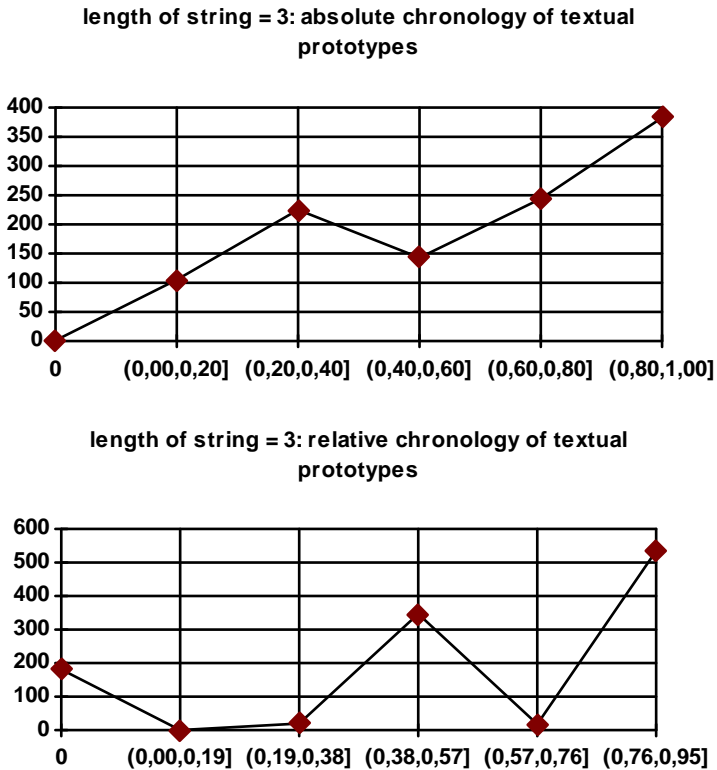 length of string = 3: absolute chronology of textual
prototypes
400
350
300
250
200
150
100
50
0
0 (0,00,0,20] (0,20,0,40] (0,40,0,60] (0,60,0,80] (0,80,1,00]
length of string = 3: relative chronology of textual
prototypes
600
500
400
300
200
100
0
0 (0,00,0,19] (0,19,0,38] (0,38,0,57] (0,57,0,76] (0,76,0,95]